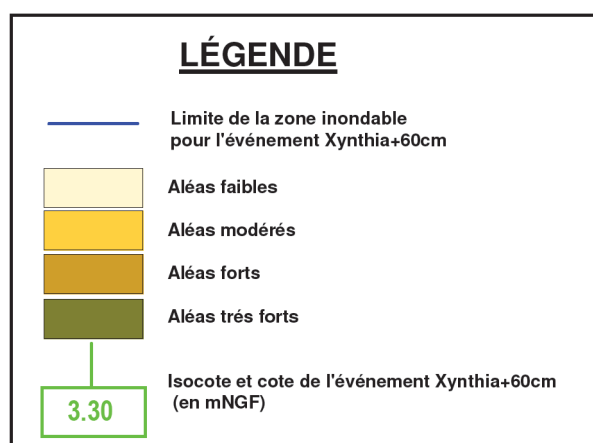 LÉGENDE
Limite de la zone inondable
pour l'événement Xynthia+60cm
Aléas faibles
Aléas modérés
Aléas forts
Aléas trés forts
Isocote et cote de l'événement Xynthia+60cm
(en mNGF)
3.30